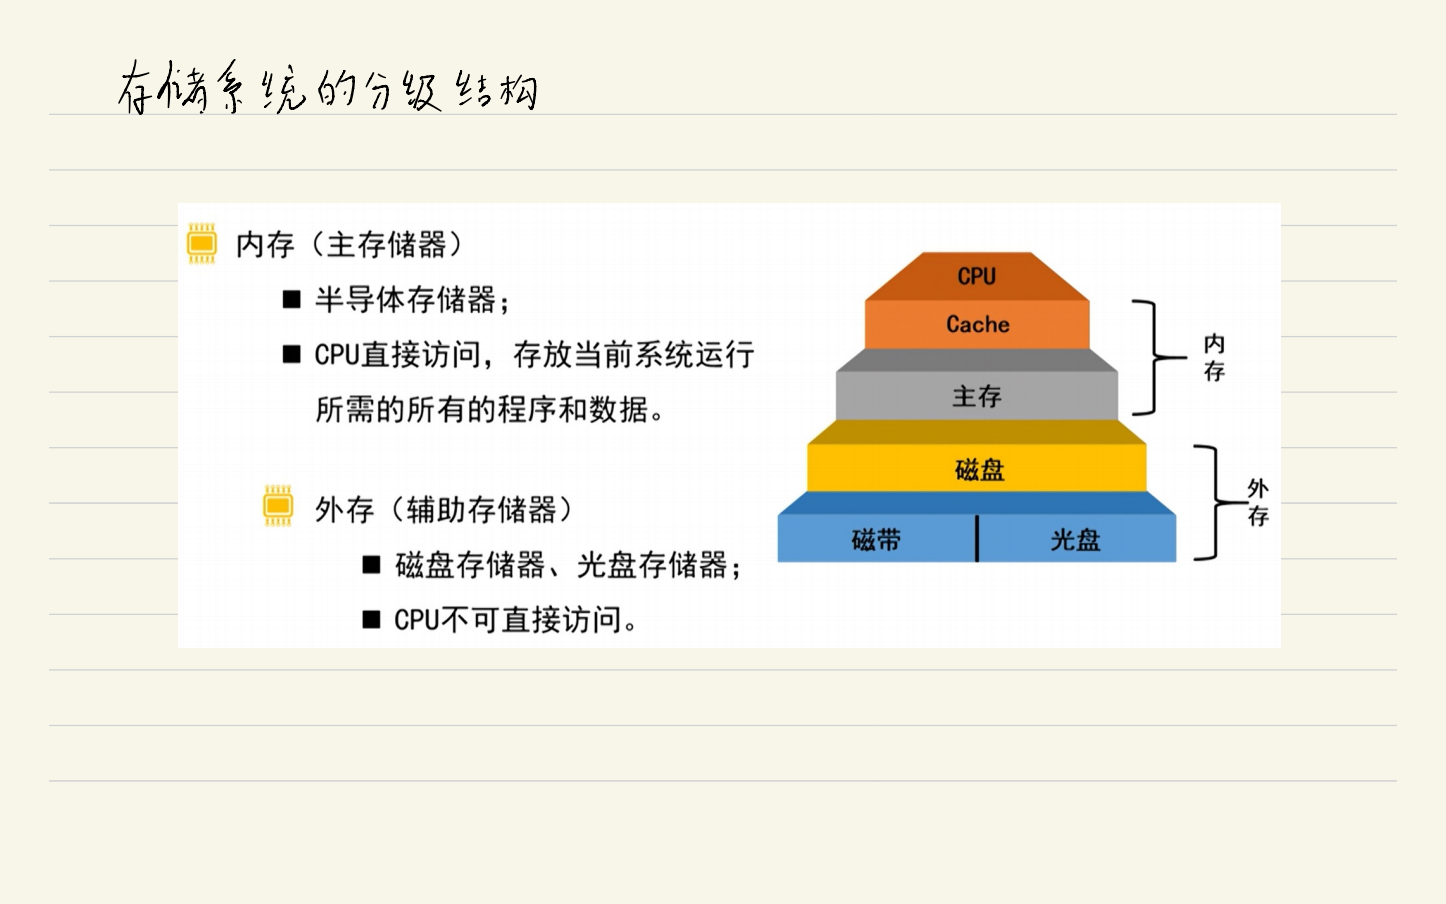 存储系统的分级结构
内存（主存储器）
■ 半导体存储器；
■ CPU直接访问，存放当前系统运行
所需的所有的程序和数据。
外存（辅助存储器）
■ 磁盘存储器、光盘存储器；
■ CPU不可直接访问。
CPU
Cache
主存
磁盘
磁带
光盘
内
存
外
存